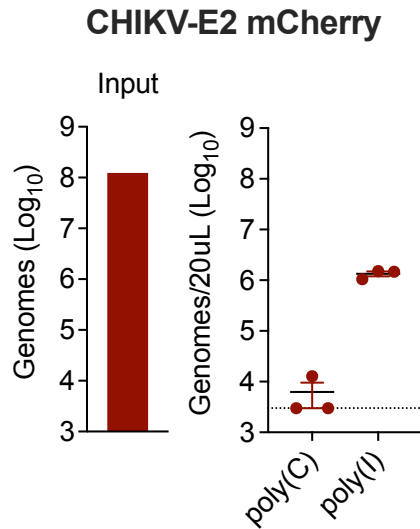 CHIKV-E2 mCherry
Input
Genomes (Log10)
9
8
7
6
5
4
3
Genomes/20uL (Log10)
9
8
7
6
5
4
3
poly(C)
poly(I)